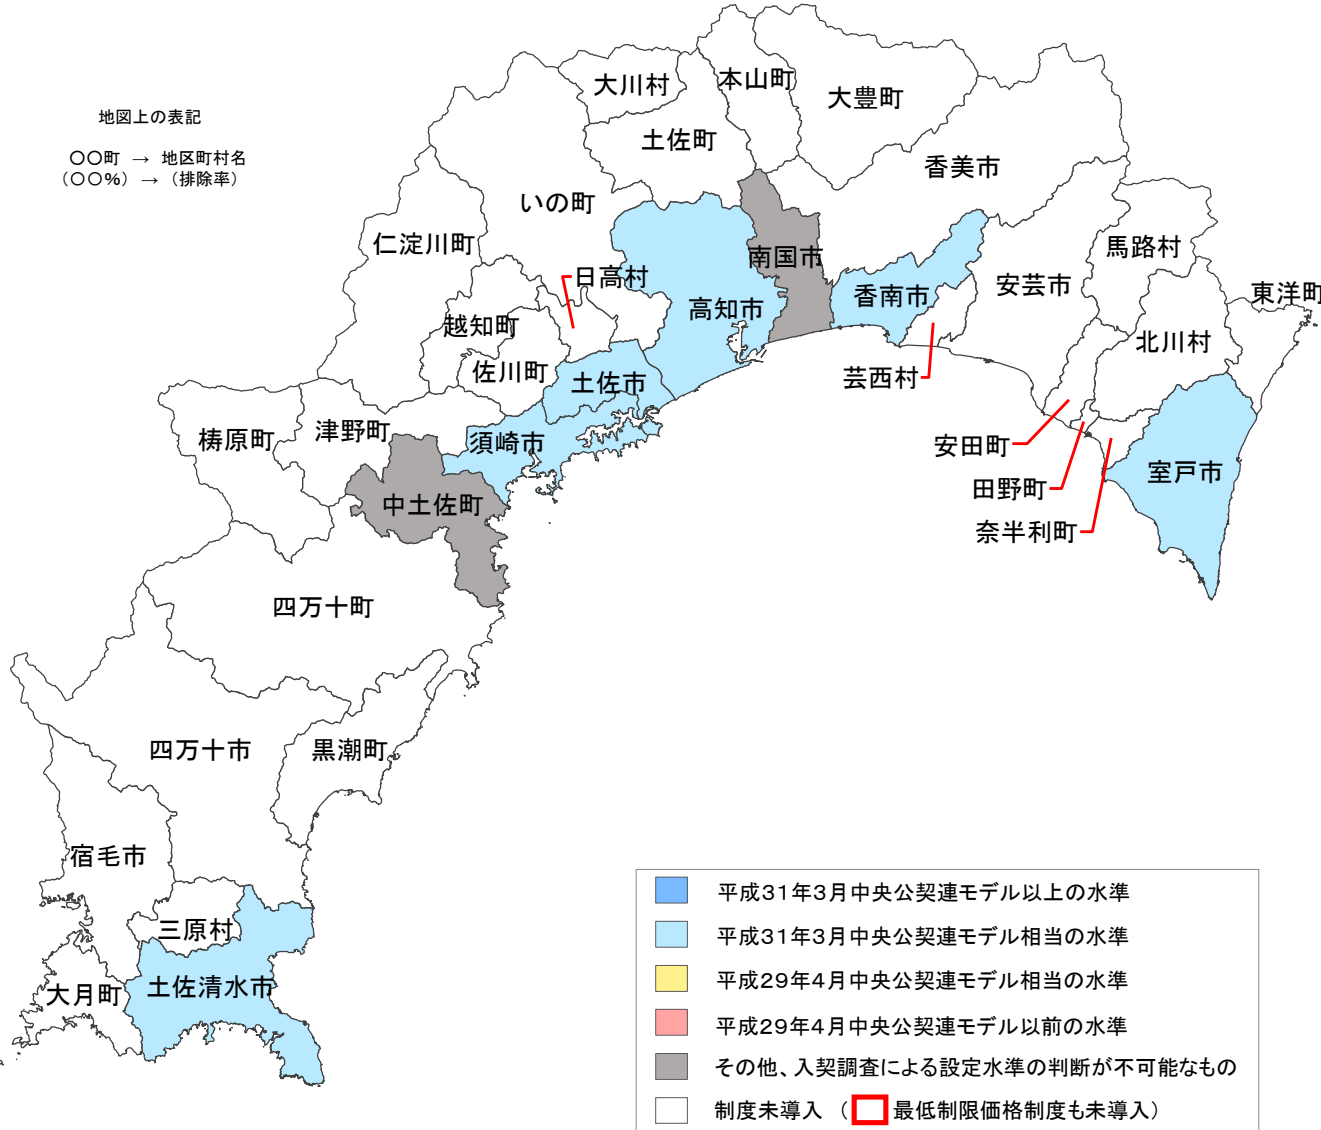 地図上の表記
〇〇町 → 地区町村名
(〇〇%) → (排除率)
大川村
本山町
大豊町
土佐町
香美市
いの町
仁淀川町
馬路村
南国市
日高村
安芸市
東洋町
香南市
高知市
越知町
北川村
佐川町
芸西村
土佐市
津野町
梼原町
須崎市
安田町
室戸市
田野町
中土佐町
奈半利町
四万十町
四万十市
黒潮町
宿毛市
三原村
土佐清水市
大月町
平成31年3月中央公契連モデル以上の水準
平成31年3月中央公契連モデル相当の水準
平成29年4月中央公契連モデル相当の水準
平成29年4月中央公契連モデル以前の水準
その他、入契調査による設定水準の判断が不可能なもの
制度未導入 ( 最低制限価格制度も未導入)